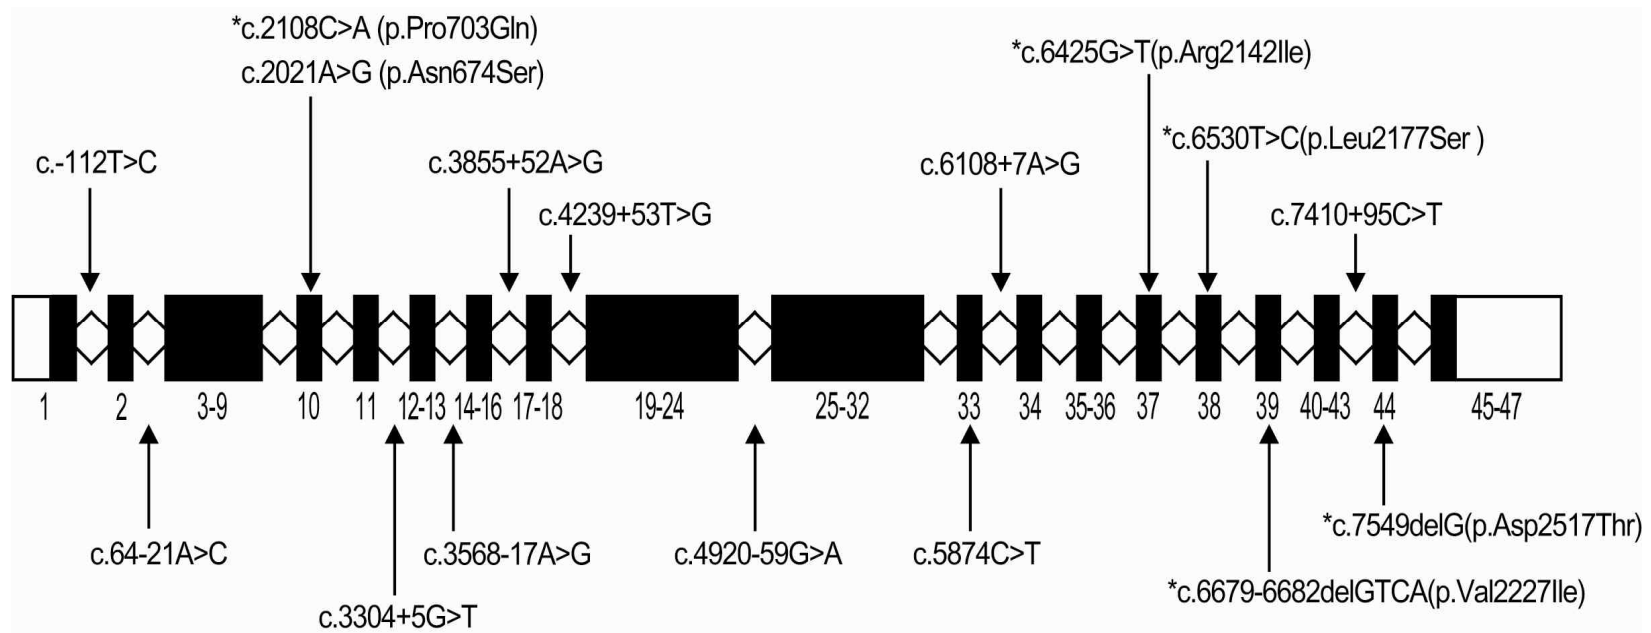 *c.2108C>A (p.Pro703Gln)
c.2021A>G (p.Asn674Ser)
*c.6425G>T(p.Arg2142Ile)
*c.6530T>C(p.Leu2177Ser )
c.-112T>C
c.3855+52A>G
c.6108+7A>G
c.4239+53T>G
c.7410+95C>T
1 2 3-9 10 11 12-13 14-16 17-18 19-24 25-32 33 34 35-36 37 38 39 40-43 44 45-47
*c.7549delG(p.Asp2517Thr)
c.64-21A>C
c.3568-17A>G
c.4920-59G>A
c.5874C>T
*c.6679-6682delGTCA(p.Val2227Ile)
c.3304+5G>T